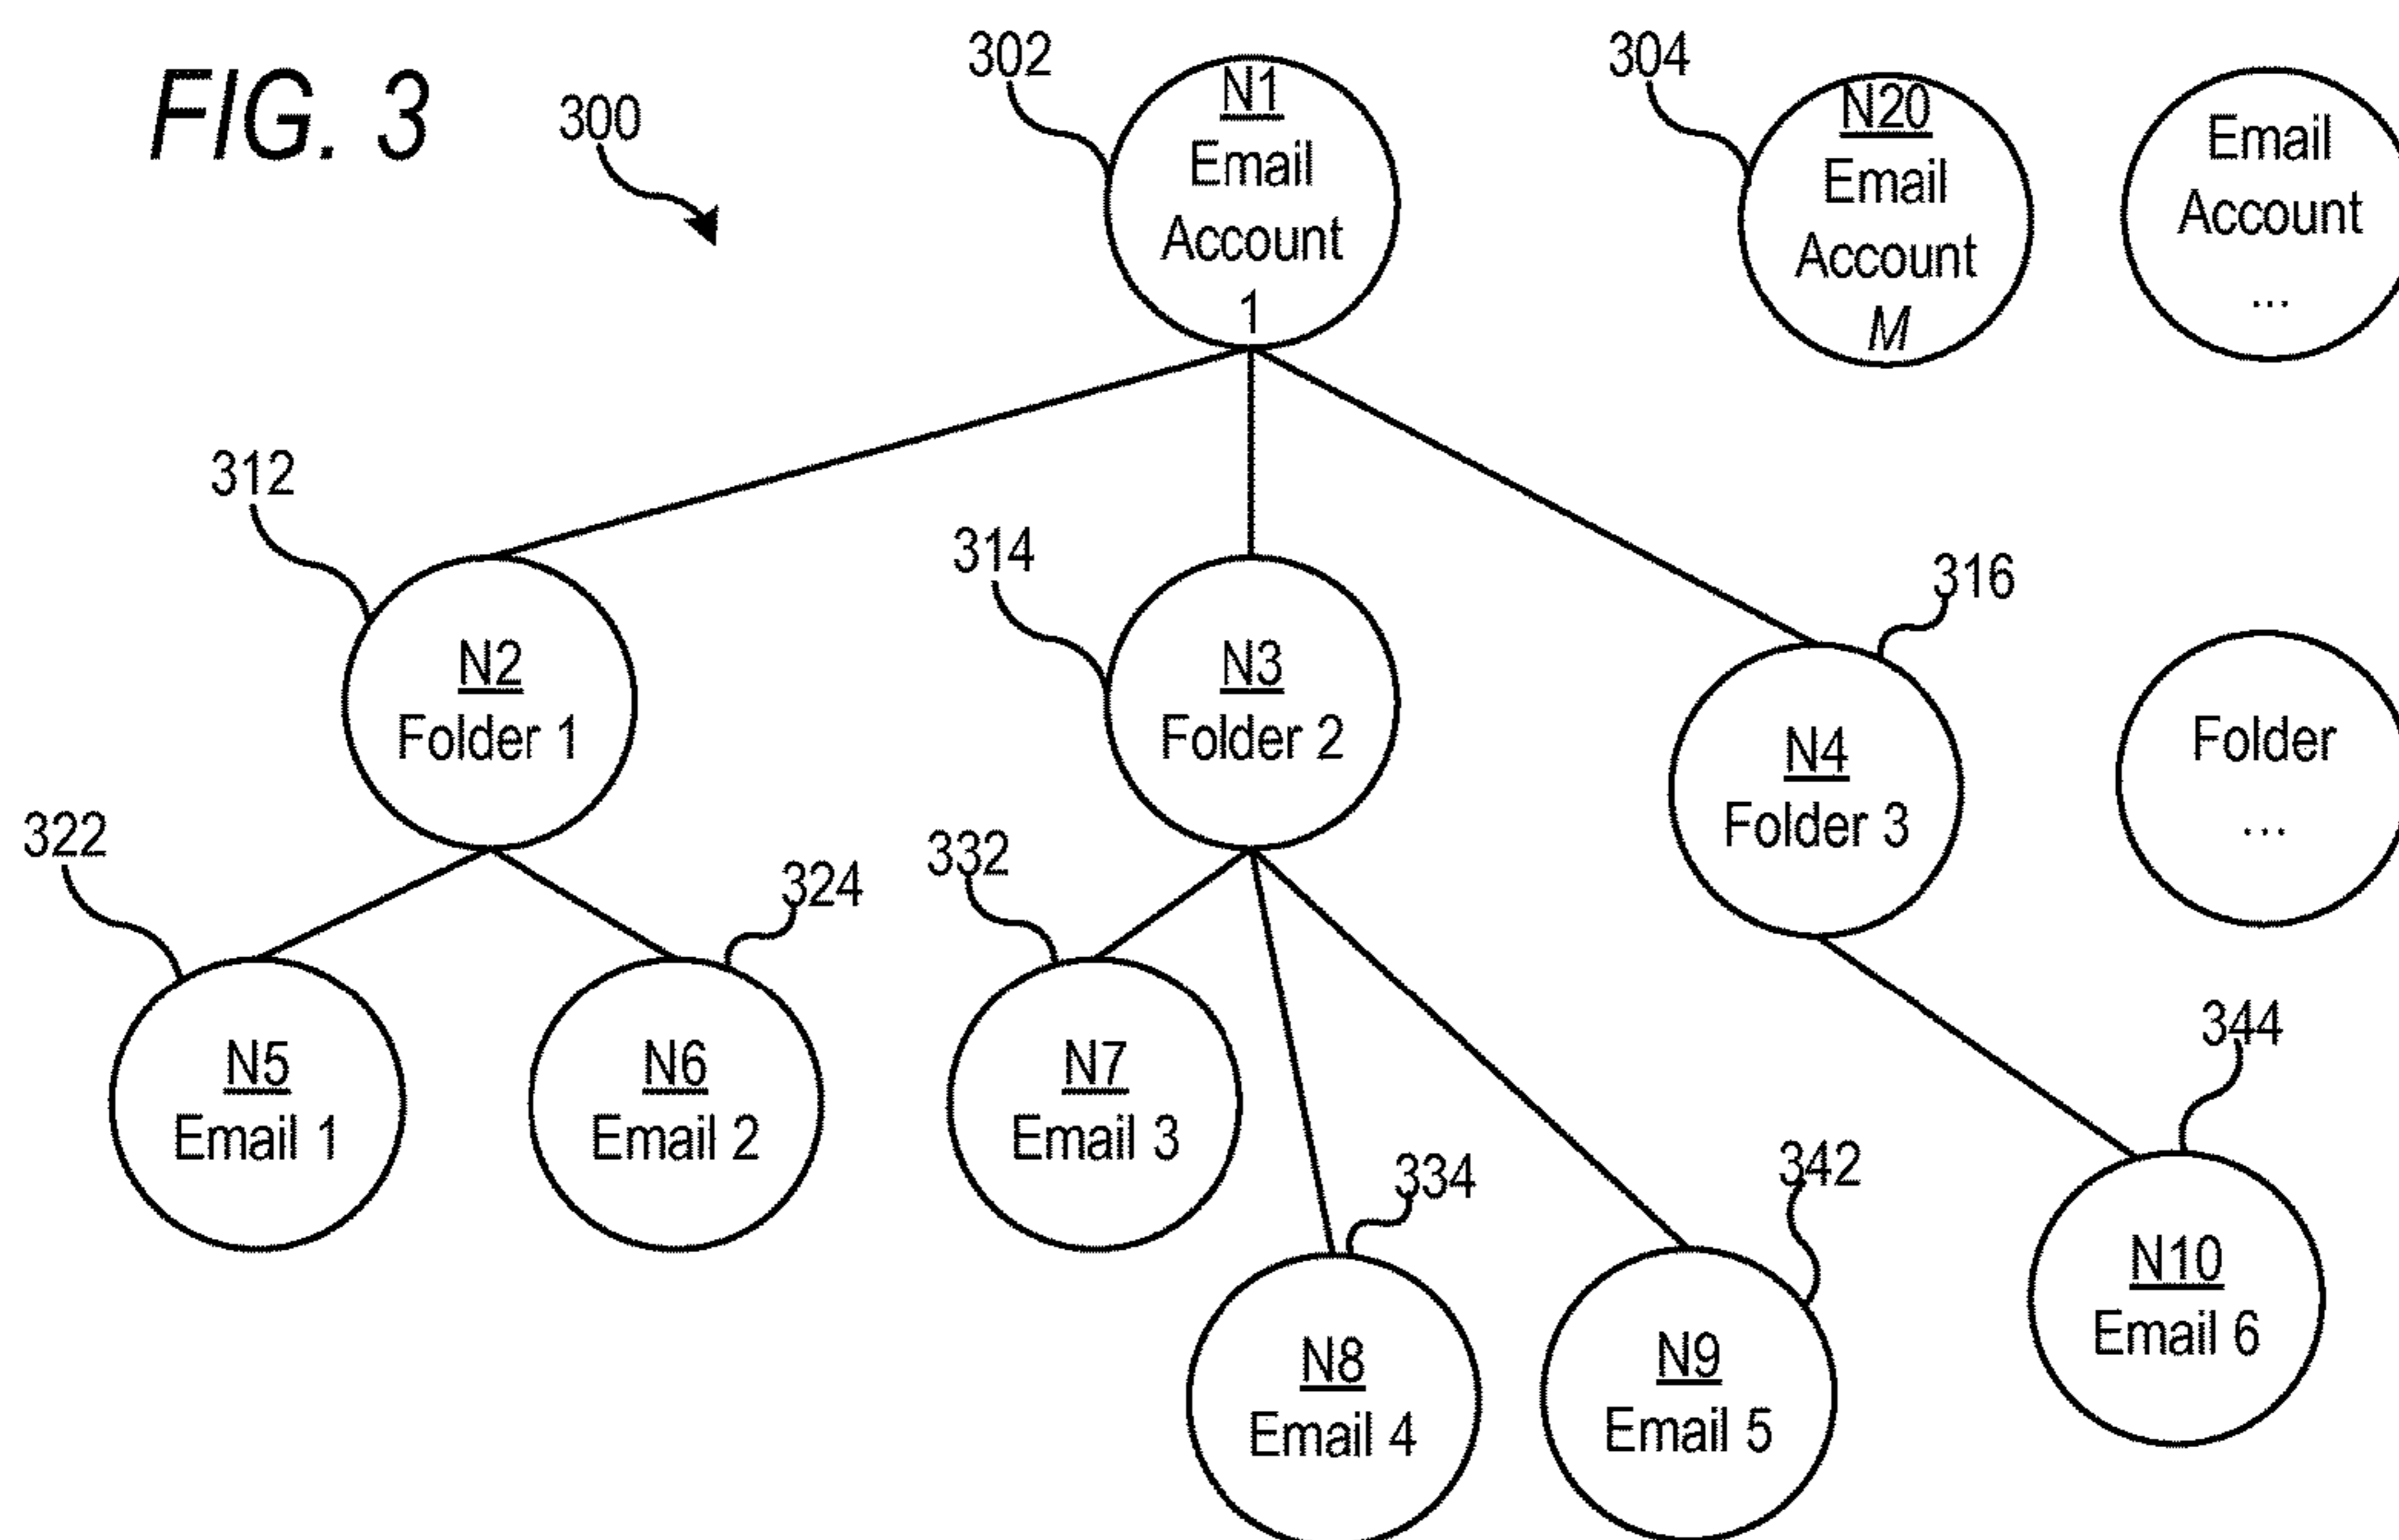 FIG. 3
300
302
N1
Email
Account
1
304
N20
Email
Account
M
Email
Account
...
312
N2
Folder 1
314
N3
Folder 2
316
N4
Folder 3
Folder
...
322
N5
Email 1
324
N6
Email 2
332
N7
Email 3
334
N8
Email 4
342
N9
Email 5
344
N10
Email 6